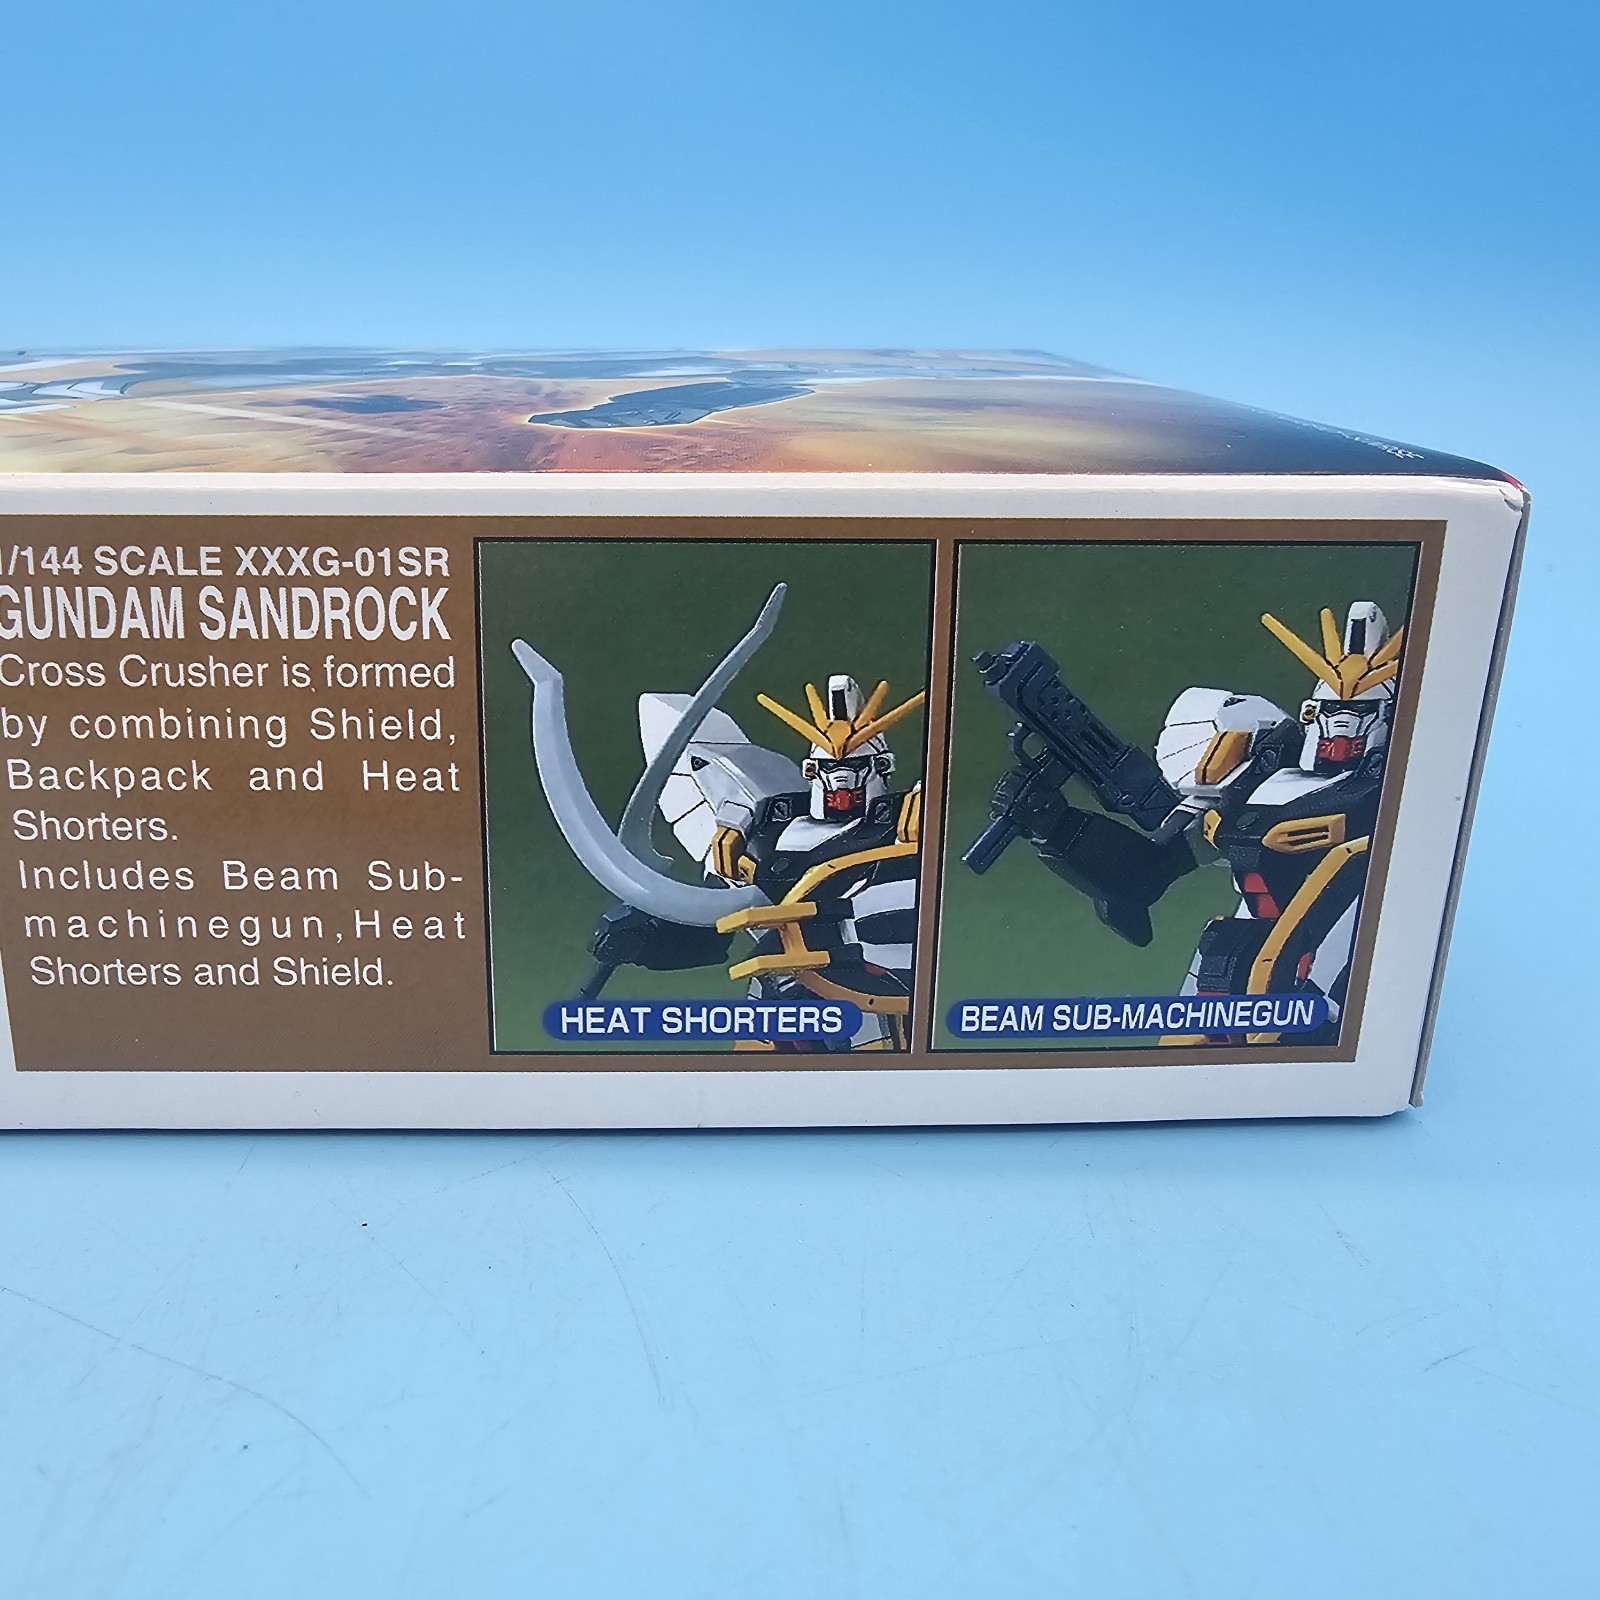 1/144 SCALE XXXG-01SR
GUNDAM SANDROCK
Cross Crusher is formed
by combining Shield,
Backpack and Heat
Shorters.
Includes Beam Sub-
machinegun,Heat
Shorters and Shield.
HEAT SHORTERS
BEAM SUB-MACHINEGUN